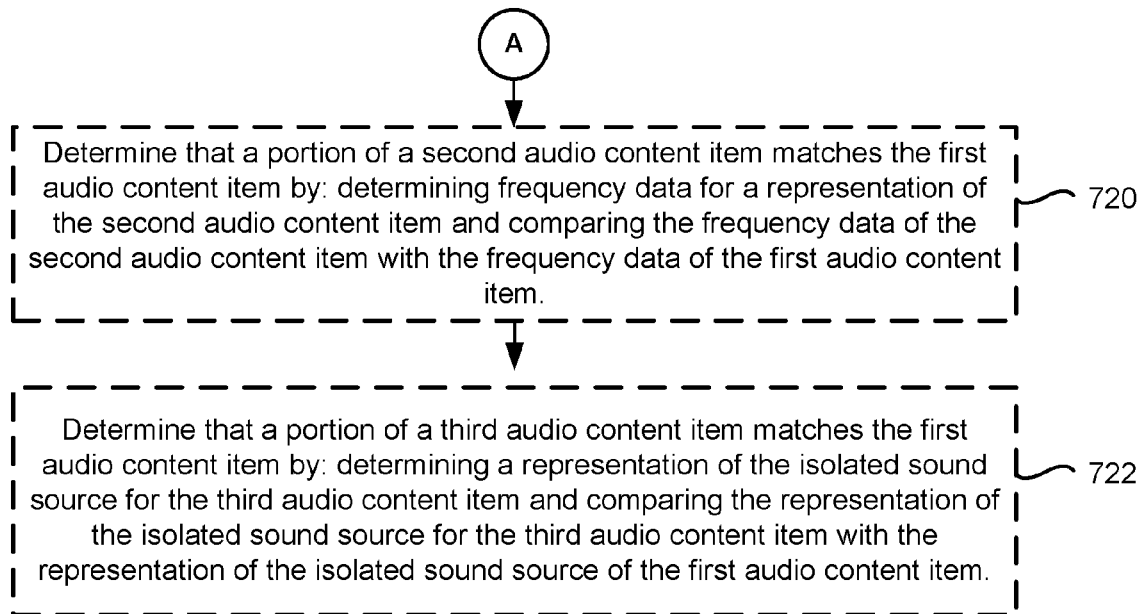 A
Determine that a portion of a second audio content item matches the first
audio content item by: determining frequency data for a representation of
the second audio content item and comparing the frequency data of the
second audio content item with the frequency data of the first audio content
item.
720
Determine that a portion of a third audio content item matches the first
audio content item by: determining a representation of the isolated sound
source for the third audio content item and comparing the representation of
the isolated sound source for the third audio content item with the
representation of the isolated sound source of the first audio content item.
722